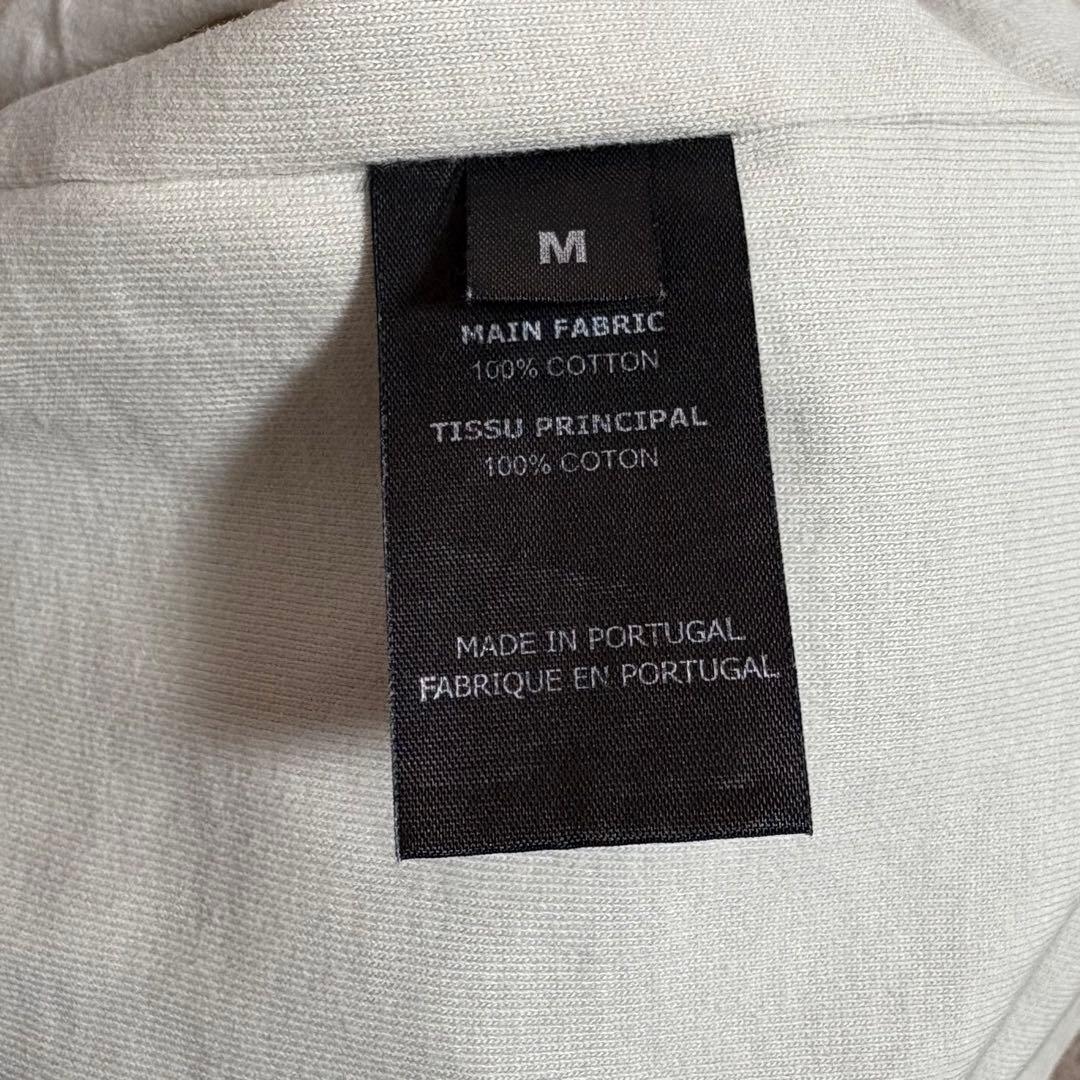 M
MAIN FABRIC
100% COTTON
TISSU PRINCIPAL
100% COTON
MADE IN PORTUGAL
FABRIQUE EN PORTUGAL